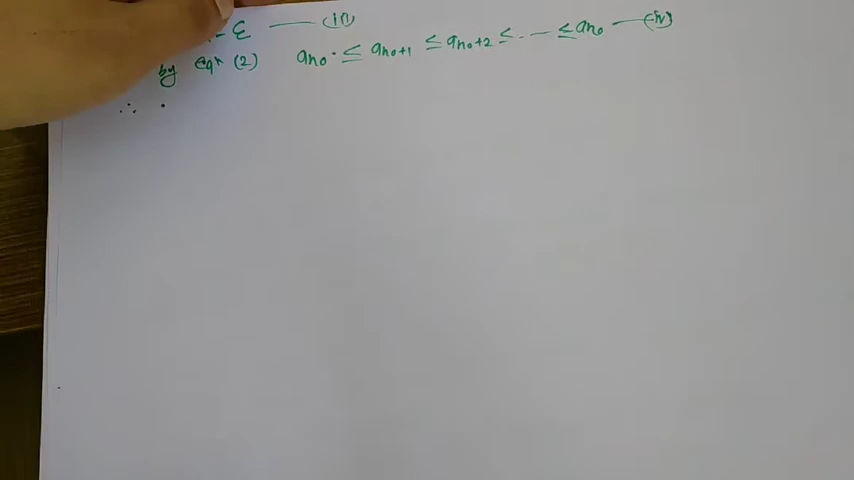 - ε —— (iii)
by eqⁿ (2) aₙ₀ ≤ aₙ₀₊₁ ≤ aₙ₀₊₂ ≤ .. — ≤ aₙ₀ —(iv)
∴ .